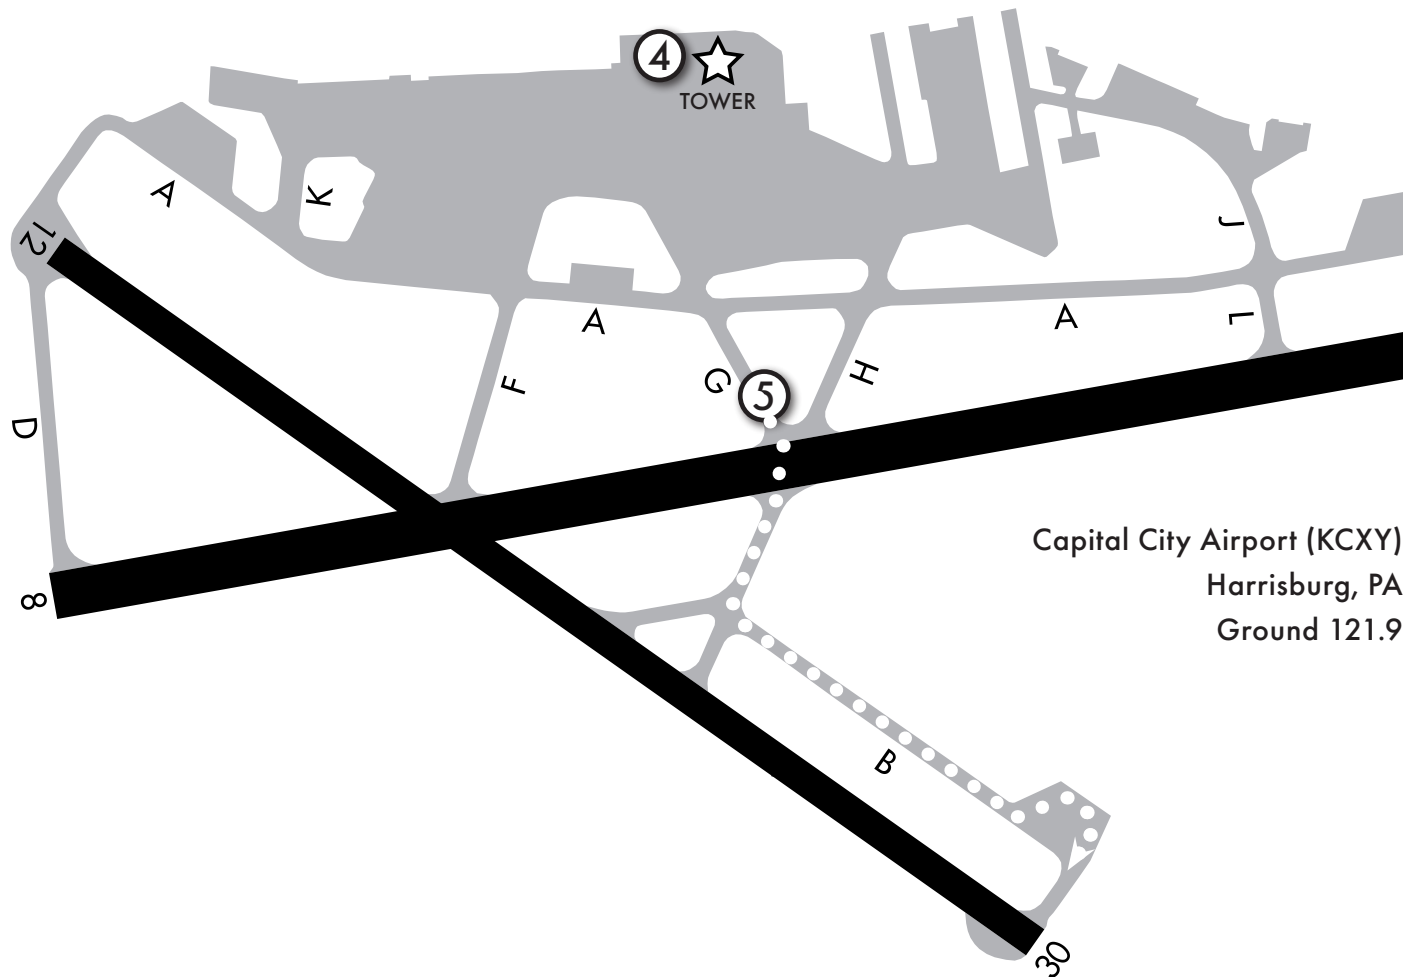 4
TOWER
A
K
12
J
A
A
L
F
G
5
H
D
Capital City Airport (KCXY)
Harrisburg, PA
Ground 121.9
8
B
30